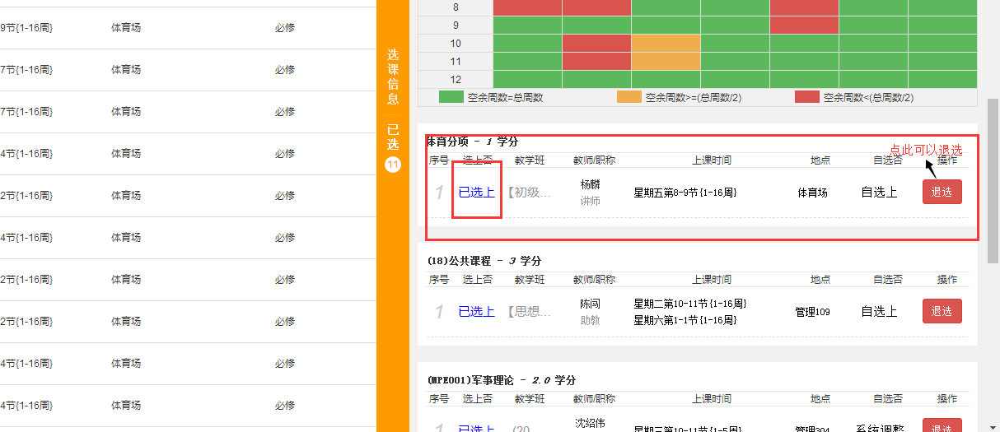 9节{1-16周} 体育场 必修
7节{1-16周} 体育场 必修
7节{1-16周} 体育场 必修
4节{1-16周} 体育场 必修
2节{1-16周} 体育场 必修
4节{1-16周} 体育场 必修
2节{1-16周} 体育场 必修
2节{1-16周} 体育场 必修
4节{1-16周} 体育场 必修
4节{1-16周} 体育场 必修
选课信息
已选
11
8
9
10
11
12
空余周数=总周数 空余周数>=(总周数/2) 空余周数<(总周数/2)
体育分项 - 1 学分
点此可以退选
序号 选上否 教学班 教师/职称 上课时间 地点 自选否 操作
1 已选上 【初级... 杨麟 星期五第8-9节{1-16周} 体育场 自选上 退选
讲师
(18)公共课程 - 3 学分
序号 选上否 教学班 教师/职称 上课时间 地点 自选否 操作
1 已选上 【思想... 陈闯 星期二第10-11节{1-16周} 管理109 自选上 退选
助教 星期六第1-1节{1-16周}
(MPE001)军事理论 - 2.0 学分
序号 选上否 教学班 教师/职称 上课时间 地点 自选否 操作
1 已选上 (20... 沈绍伟 星期三第10-11节{1-5周} 管理304 系统调整 退选